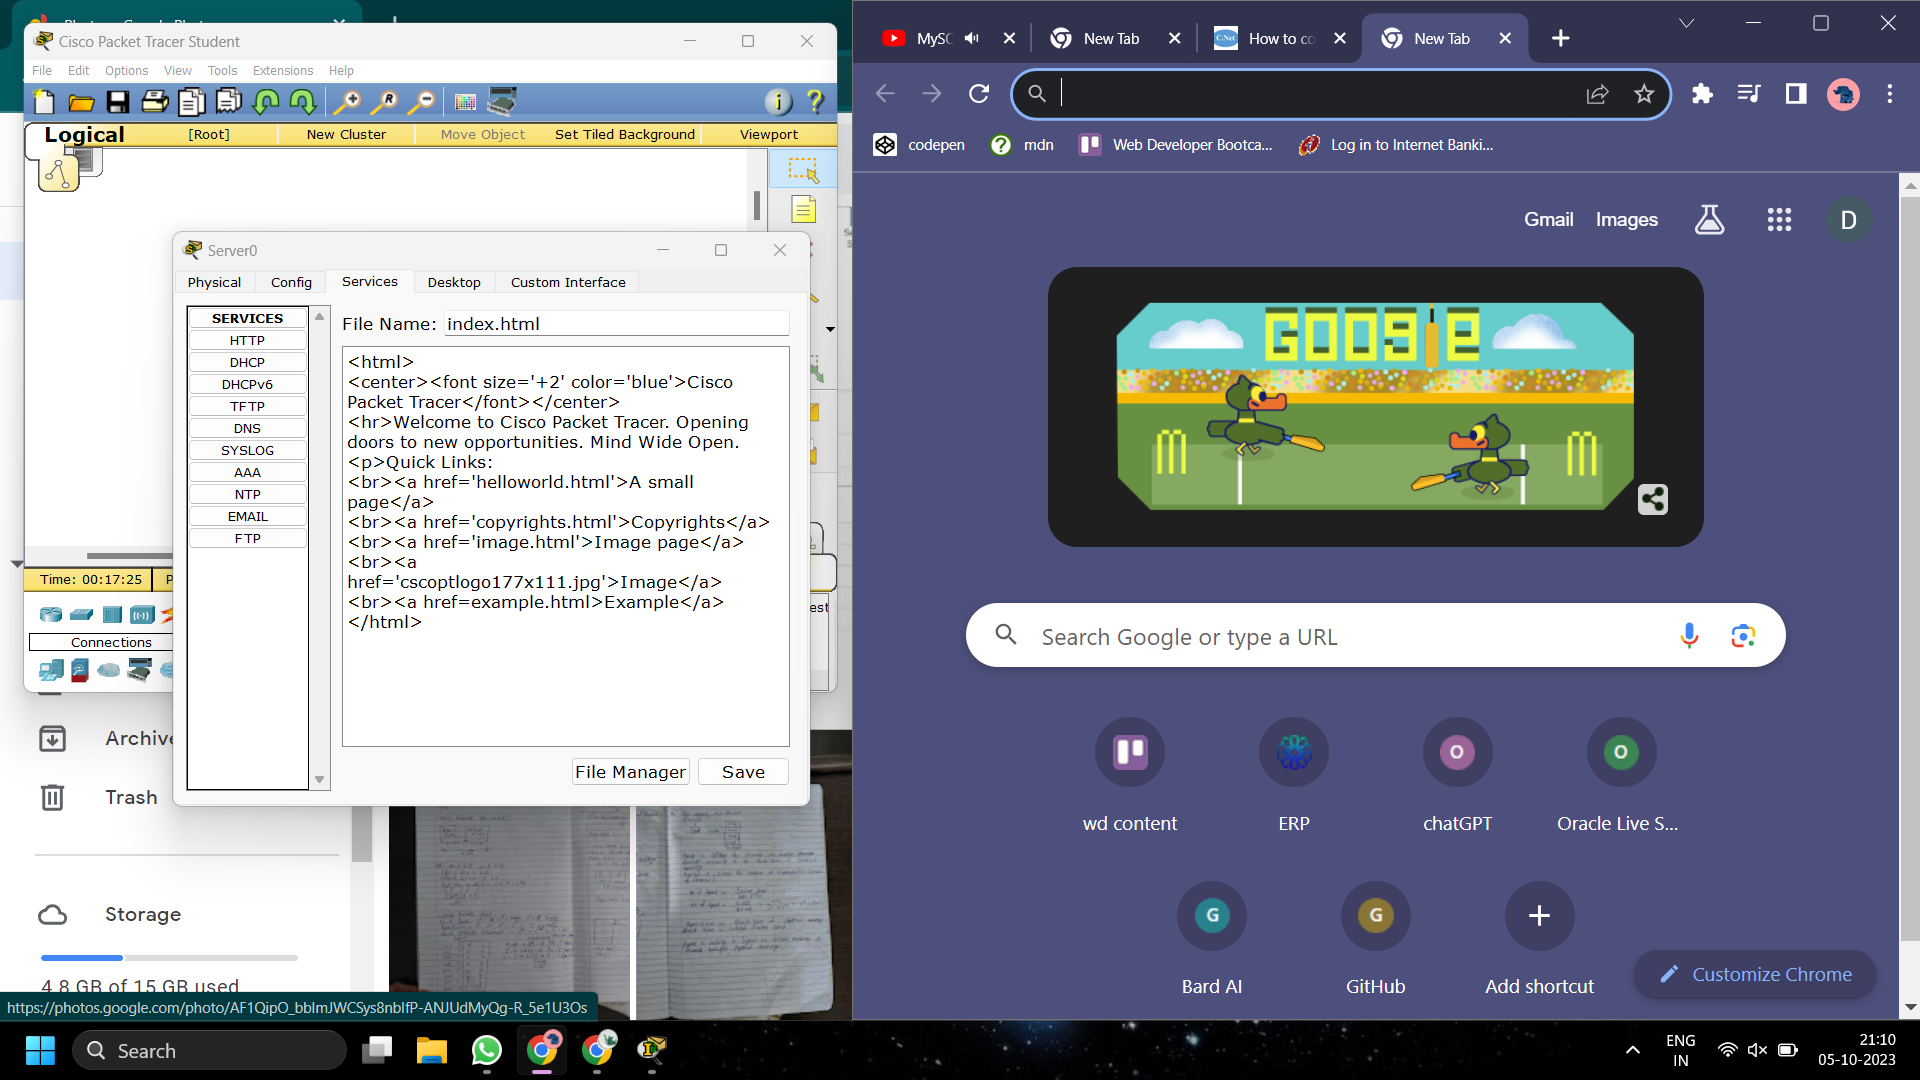 Cisco Packet Tracer Student
File Edit Options View Tools Extensions Help
Logical [Root] New Cluster Move Object Set Tiled Background Viewport
Server0
Physical Config Services Desktop Custom Interface
SERVICES
HTTP
DHCP
DHCPv6
TFTP
DNS
SYSLOG
AAA
NTP
EMAIL
FTP
File Name: index.html
<html>
<center><font size='+2' color='blue'>Cisco
Packet Tracer</font></center>
<hr>Welcome to Cisco Packet Tracer. Opening
doors to new opportunities. Mind Wide Open.
<p>Quick Links:
<br><a href='helloworld.html'>A small
page</a>
<br><a href='copyrights.html'>Copyrights</a>
<br><a href='image.html'>Image page</a>
<br><a
href='cscoptlogo177x111.jpg'>Image</a>
<br><a href=example.html>Example</a>
</html>
File Manager Save
Time: 00:17:25
Connections
Archive
Trash
Storage
4.8 GB of 15 GB used
MySC New Tab How to co New Tab
codepen mdn Web Developer Bootca... Log in to Internet Banki...
Gmail Images D
GOOGLE
Search Google or type a URL
O O
wd content ERP chatGPT Oracle Live S...
G G
Bard AI GitHub Add shortcut
Customize Chrome
Search
ENG
IN
21:10
05-10-2023